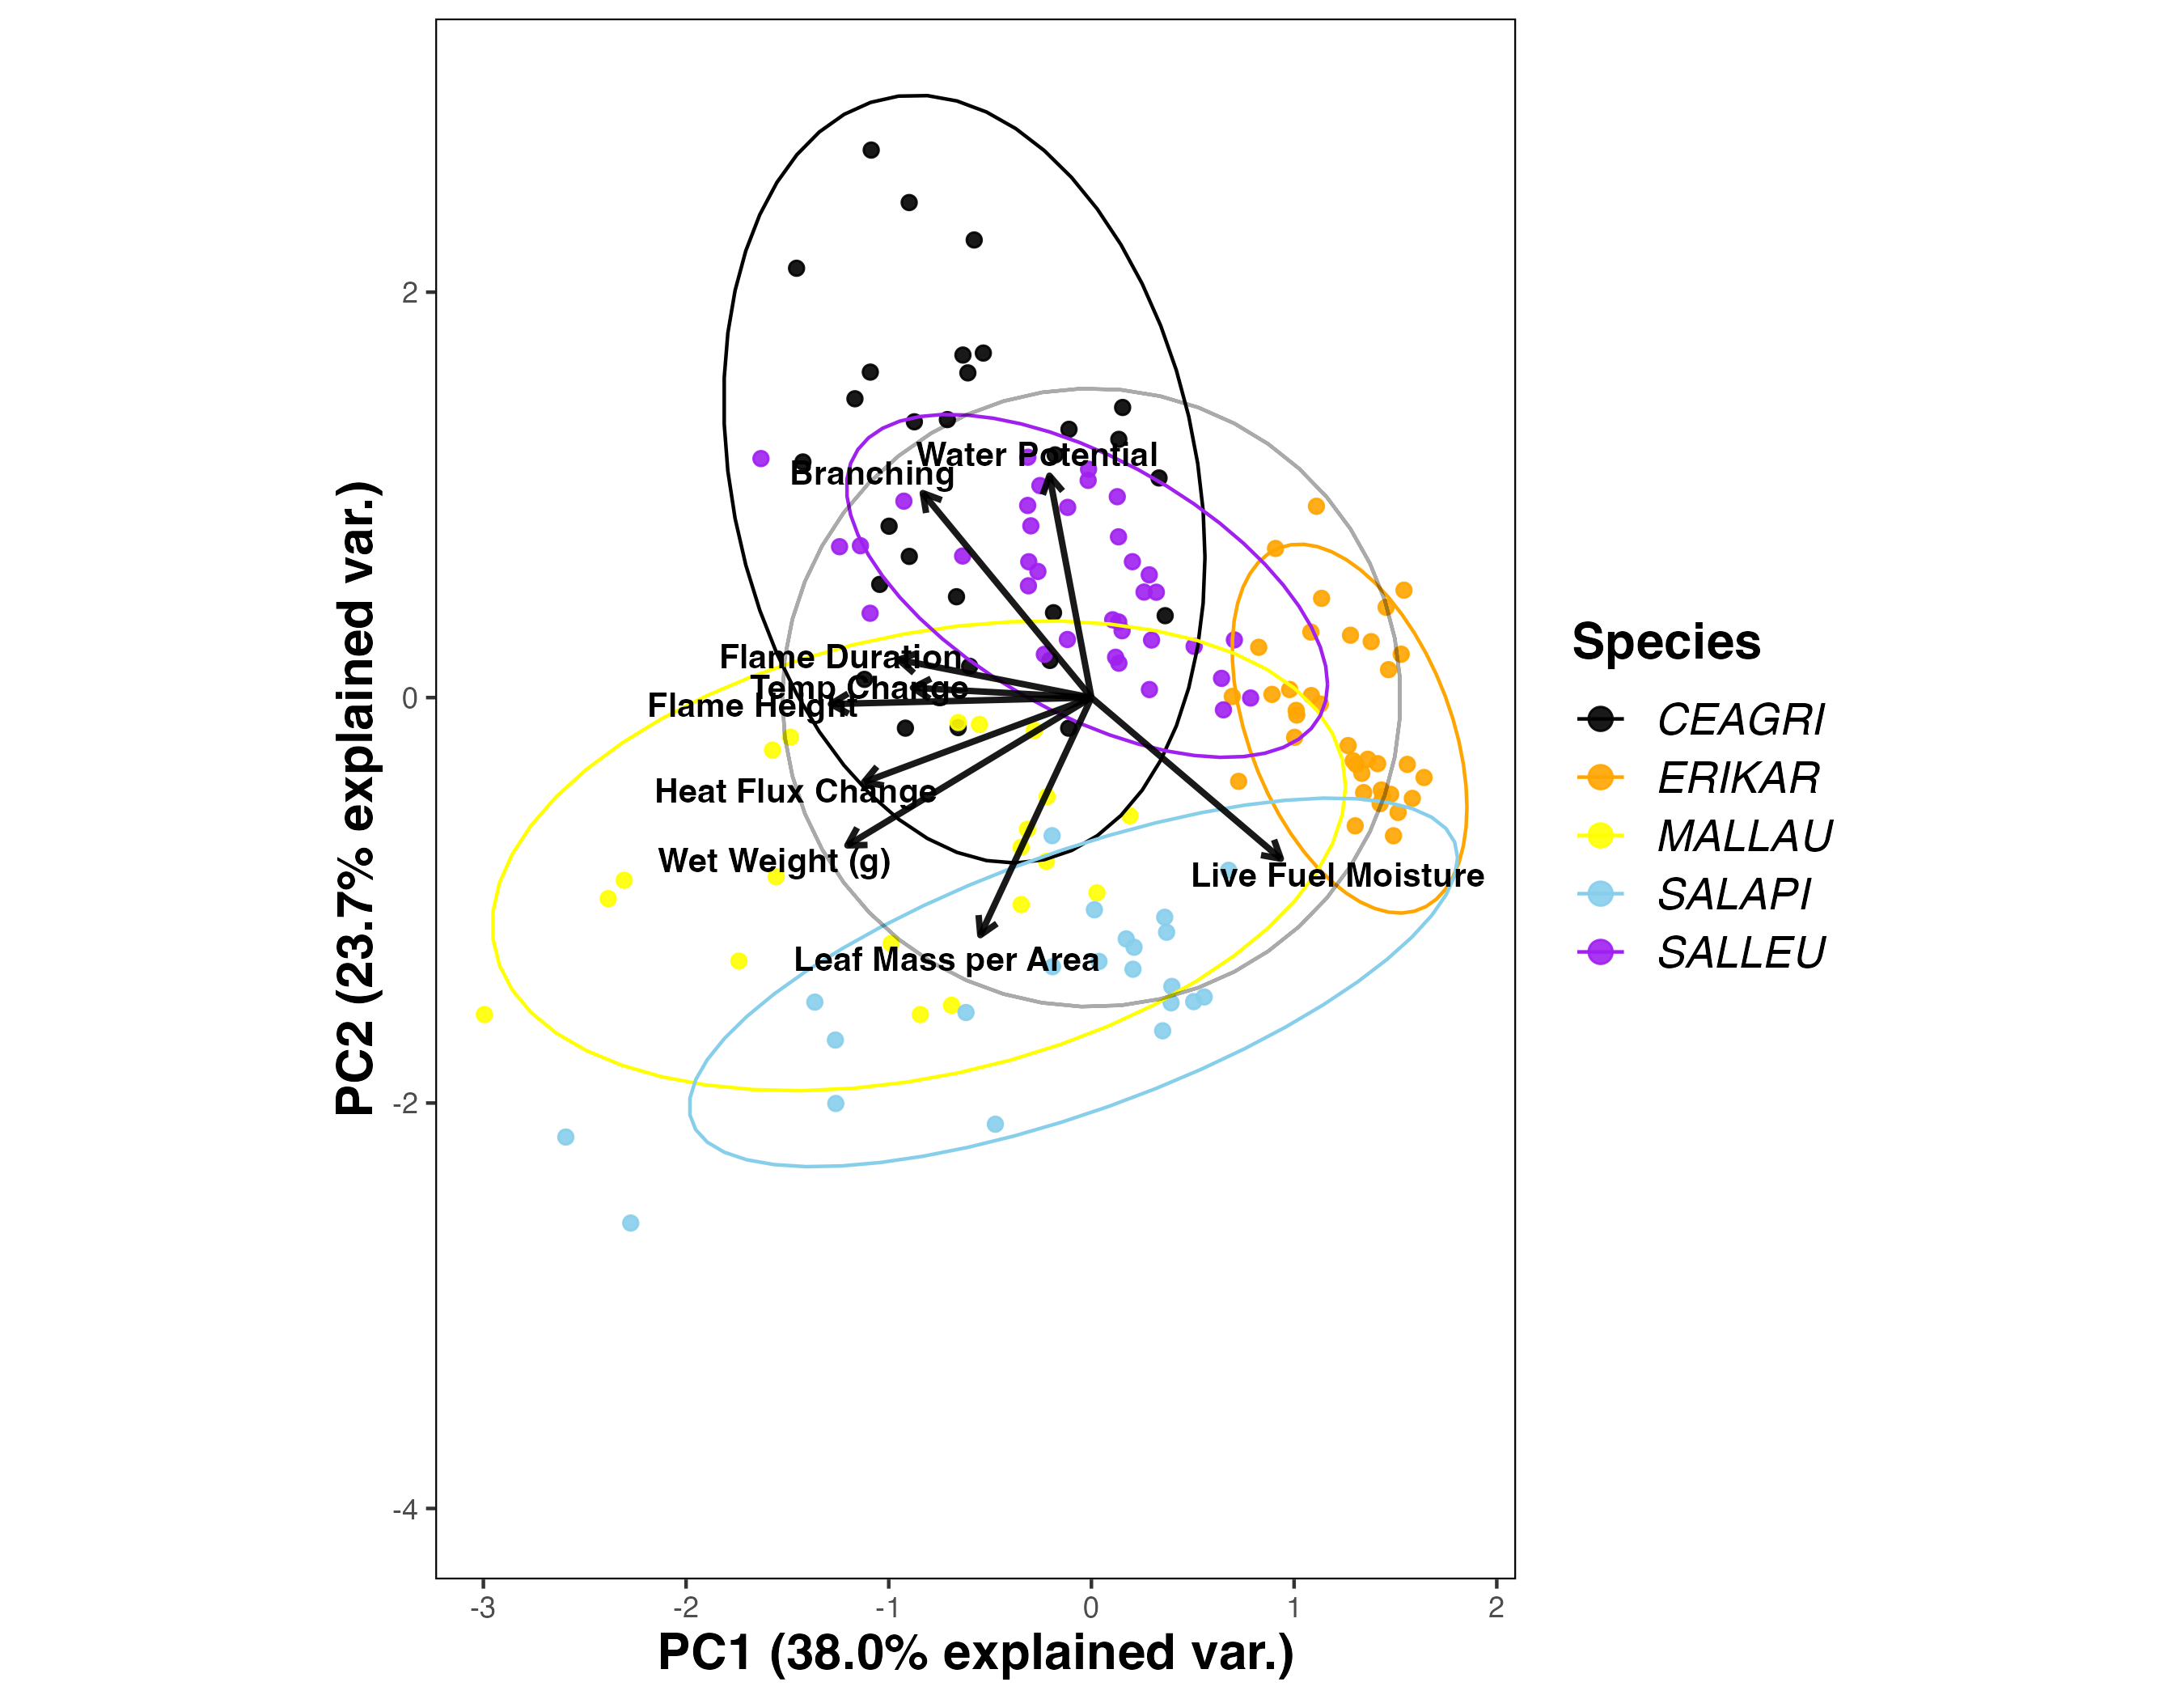 Water Potential
Branching
Flame Duration
Temp Change
Flame Height
Heat Flux Change
Wet Weight (g)
Live Fuel Moisture
Leaf Mass per Area
2
0
-2
-4
PC2 (23.7% explained var.)
-3
-2
-1
0
1
2
PC1 (38.0% explained var.)
Species
CEAGRI
ERIKAR
MALLAU
SALAPI
SALLEU